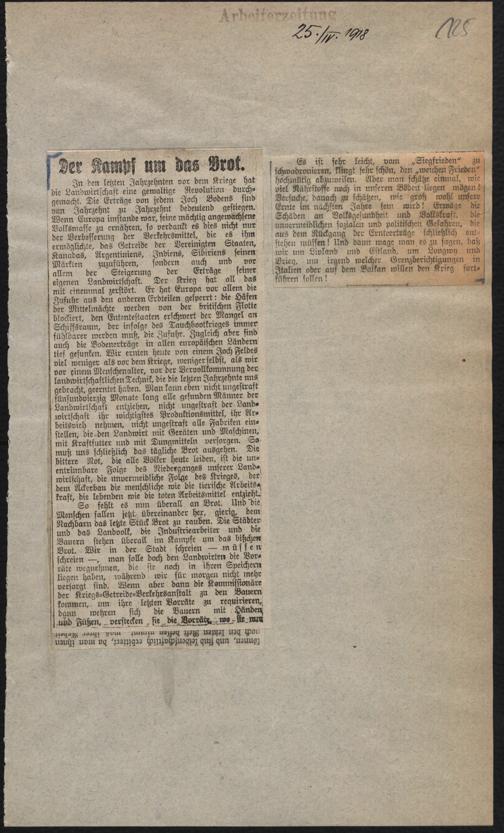 Arbeiterzeitung
25./IV. 1918
125
Der Kampf um das Brot.
In den letzten Jahrzehnten vor dem Kriege hat
die Landwirtschaft eine gewaltige Revolution durch-
gemacht. Die Erträge von jedem Joch Bodens sind
von Jahrzehnt zu Jahrzehnt bedeutend gestiegen.
Wenn Europa imstande war, seine mächtig angewachsene
Volksmasse zu ernähren, so verdankt es dies nicht nur
der Verbesserung der Verkehrsmittel, die es ihm
ermöglichte, das Getreide der Vereinigten Staaten,
Kanadas, Argentiniens, Indiens, Sibiriens seinen
Märkten zuzuführen, sondern auch und vor
allem der Steigerung der Erträge seiner
eigenen Landwirtschaft. Der Krieg hat all das
mit einemmal zerstört. Er hat Europa vor allem die
Zufuhr aus den anderen Erdteilen gesperrt: die Häfen
der Mittelmächte werden von der britischen Flotte
blockiert, den Ententestaaten erschwert der Mangel an
Schiffsraum, der infolge des Tauchbootkrieges immer
fühlbarer werden muß, die Zufuhr. Zugleich aber sind
auch die Bodenerträge in allen europäischen Ländern
tief gesunken. Wir ernten heute von einem Joch Feldes
viel weniger als vor dem Kriege, weniger selbst, als wir
vor einem Menschenalter, vor der Vervollkommnung der
landwirtschaftlichen Technik, die die letzten Jahrzehnte uns
gebracht, geerntet haben. Man kann eben nicht ungestraft
fünfundvierzig Monate lang alle gesunden Männer der
Landwirtschaft entziehen, nicht ungestraft der Land-
wirtschaft ihr wichtigstes Produktionsmittel, ihr Ar-
beitsvieh nehmen, nicht ungestraft alle Fabriken ein-
stellen, die den Landwirt mit Geräten und Maschinen,
mit Kraftfutter und mit Dungmitteln versorgen. So
muß uns schließlich das tägliche Brot ausgehen. Die
bittere Not, die alle Völker heute leiden, ist die un-
entrinnbare Folge des Niederganges unserer Land-
wirtschaft, die unvermeidliche Folge des Krieges, der
dem Ackerbau die menschliche wie die tierische Arbeits-
kraft, die lebenden wie die toten Arbeitsmittel entzieht.
So fehlt es nun überall an Brot. Und die
Menschen fallen jetzt übereinander her, gierig, dem
Nachbarn das letzte Stück Brot zu rauben. Die Städter
und das Landvolk, die Industriearbeiter und die
Bauern stehen überall im Kampfe um das bißchen
Brot. Wir in der Stadt schreien — müssen
schreien —, man solle doch den Landwirten die Vor-
räte wegnehmen, die sie noch in ihren Speichern
liegen haben, während wir für morgen nicht mehr
versorgt sind. Wenn aber dann die Kommissionäre
der Kriegs-Getreide-Verkehrsanstalt zu den Bauern
kommen, um ihre letzten Vorräte zu requirieren,
dann wehren sich die Bauern mit Händen
und Füßen, verstecken sie die Vorräte, wo sie nur
können, und sind leidenschaftlich erbittert, da man ihnen
noch den letzten Rest
Es ist sehr leicht, vom „Siegfrieden" zu
schwadronieren, klingt sehr schön, den „weichen Frieden"
hochmütig abzuweisen. Aber man schätze einmal, wie
viel Nährstoffe noch in unseren Böden liegen mögen!
Versuche, danach zu schätzen, wie groß wohl unsere
Ernte im nächsten Jahre sein wird! Erwäge die
Schäden an Volksgesundheit und Volkskraft, die
unvermeidlichen sozialen und politischen Gefahren, die
aus dem Rückgang der Ernteerträge schließlich ent-
stehen müssen! Und dann wage man es zu sagen, daß
wir um Livland und Estland, um Longwy und
Briey, um irgend welcher Grenzberichtigungen in
Italien oder auf dem Balkan willen den Krieg fort-
führen sollen!